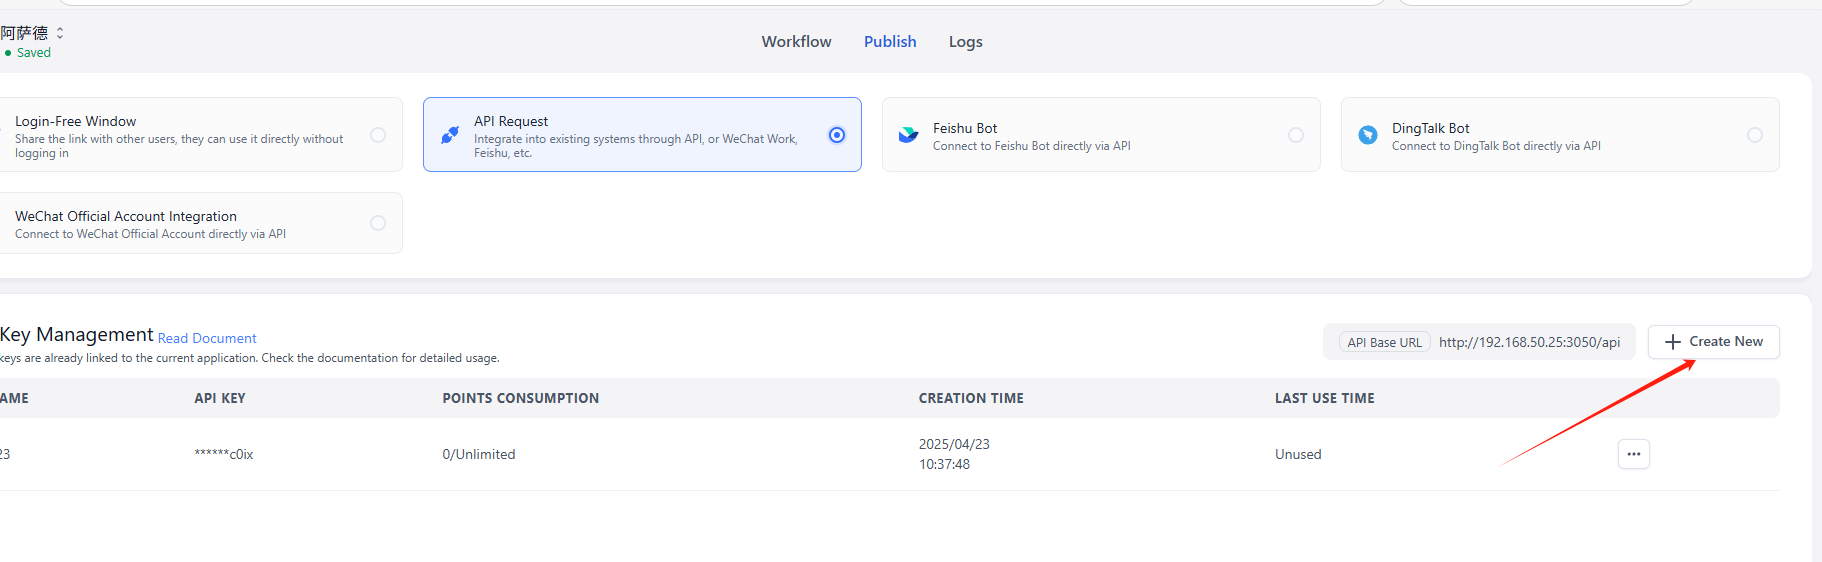 阿萨德
Saved
Workflow Publish Logs
Login-Free Window
Share the link with other users, they can use it directly without
logging in
API Request
Integrate into existing systems through API, or WeChat Work,
Feishu, etc.
Feishu Bot
Connect to Feishu Bot directly via API
DingTalk Bot
Connect to DingTalk Bot directly via API
WeChat Official Account Integration
Connect to WeChat Official Account directly via API
Key Management Read Document
keys are already linked to the current application. Check the documentation for detailed usage.
API Base URL http://192.168.50.25:3050/api
Create New
AME API KEY POINTS CONSUMPTION CREATION TIME LAST USE TIME
23 ******c0ix 0/Unlimited 2025/04/23
10:37:48 Unused